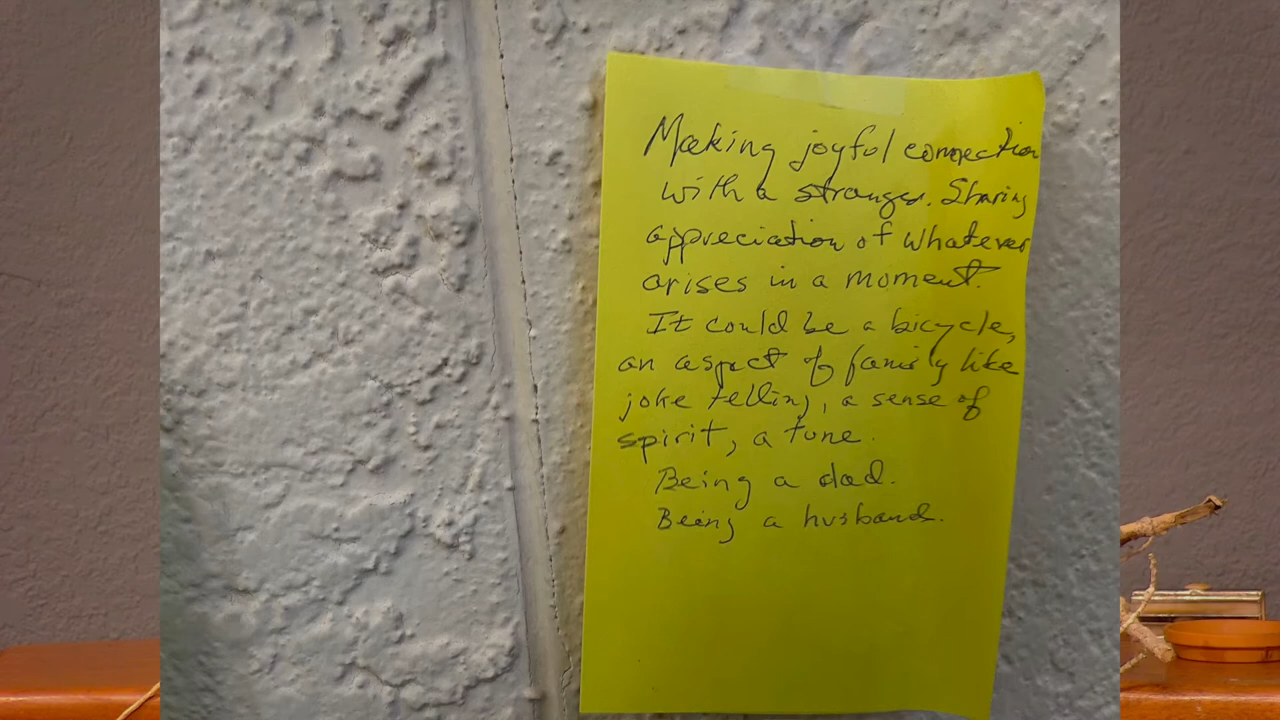 Making joyful connection
with a stranger. Sharing
appreciation of whatever
arises in a moment.
It could be a bicycle,
an aspect of family like
joke telling, a sense of
spirit, a tune.
Being a dad.
Being a husband.